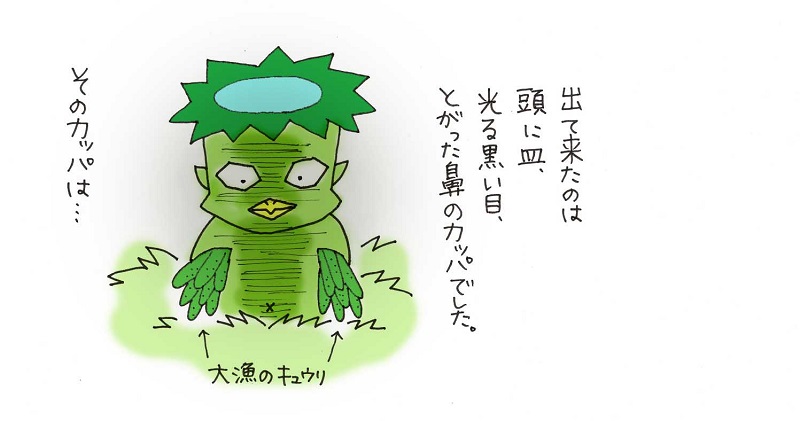 出て来たのは
頭に皿、
光る黒い目、
とがった鼻のカッパでした。
そのカッパは…
大漁のキュウリ